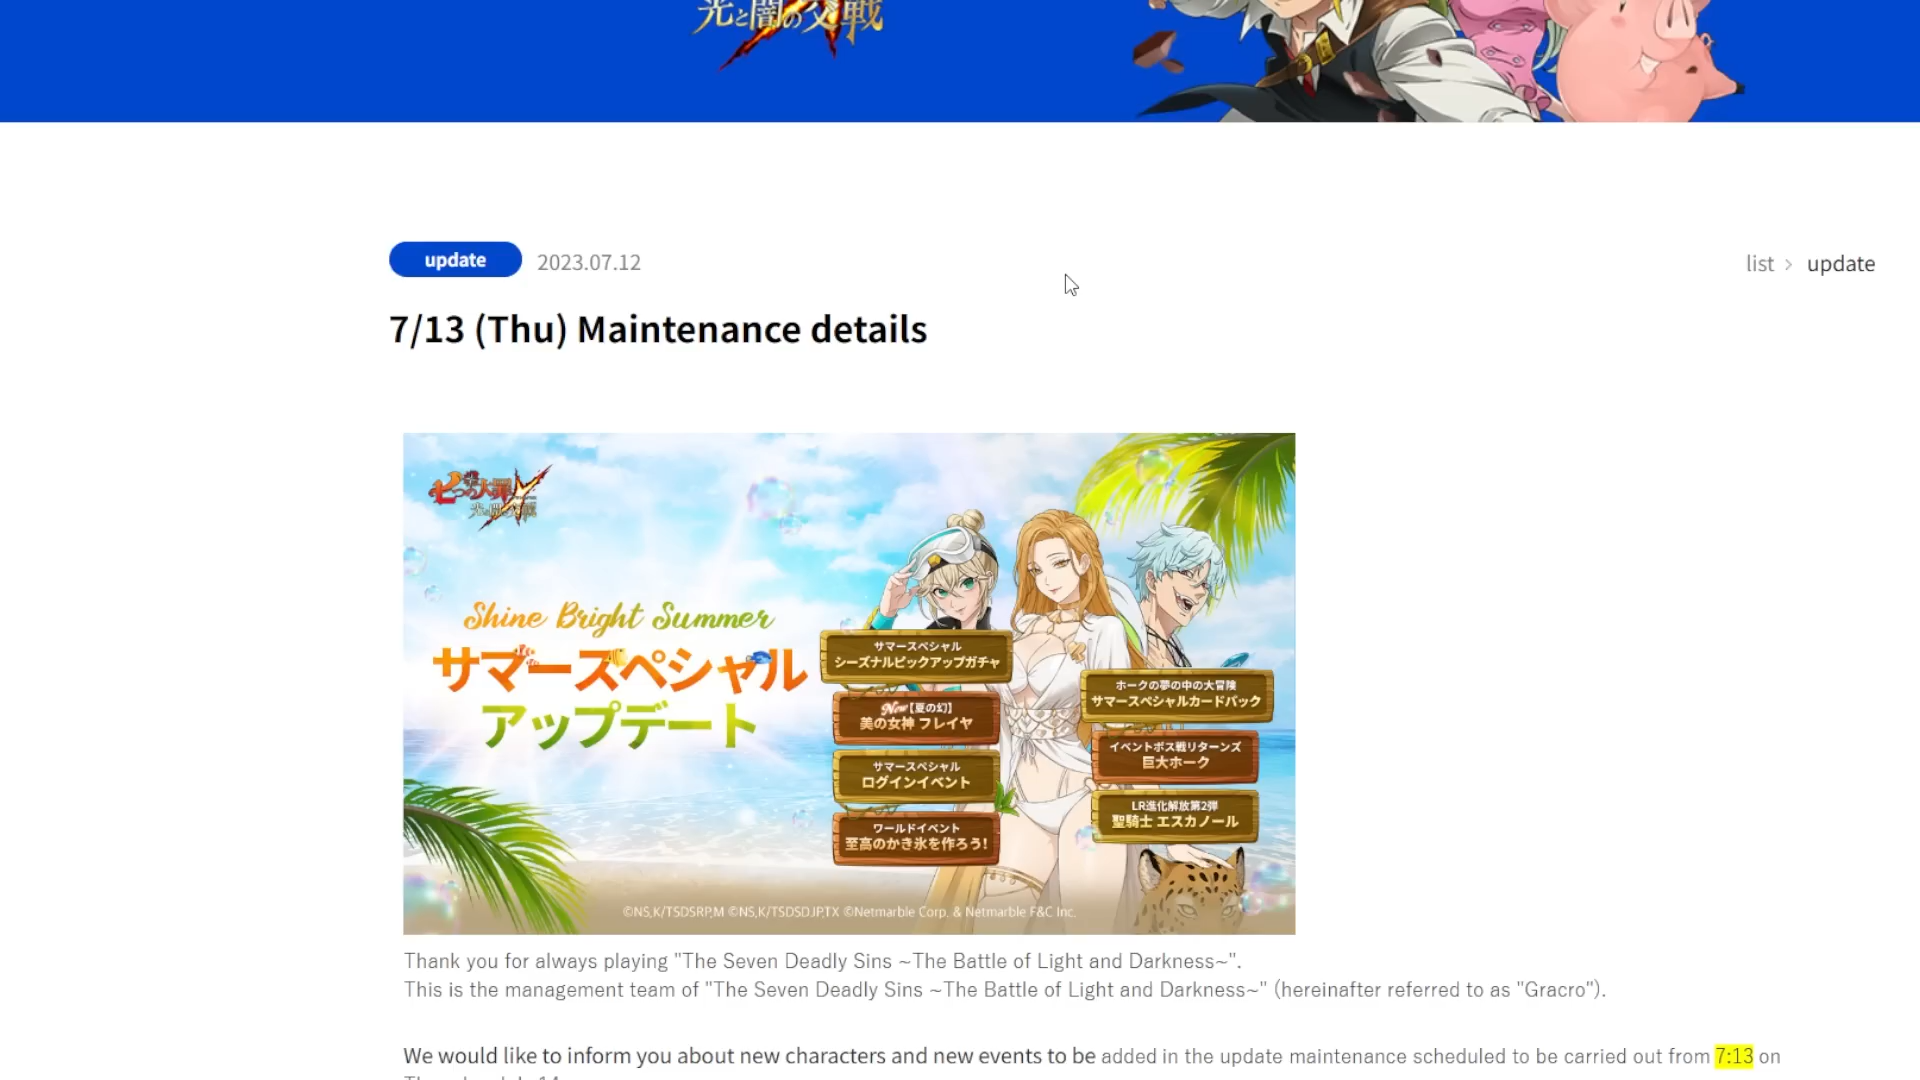 光と闇の交戦
update 2023.07.12
list > update
7/13 (Thu) Maintenance details
七つの大罪
光と闇の交戦
Shine Bright Summer
サマースペシャル
アップデート
サマースペシャル
シーズナルピックアップガチャ
New【夏の幻】
美の女神 フレイヤ
サマースペシャル
ログインイベント
ワールドイベント
至高のかき氷を作ろう!
ホークの夢の中の大冒険
サマースペシャルカードパック
イベントボス戦リターンズ
巨大ホーク
LR進化解放第2弾
聖騎士 エスカノール
©NS,K/TSDSRP,M ©NS,K/TSDSDJP,TX ©Netmarble Corp. & Netmarble F&C Inc.
Thank you for always playing "The Seven Deadly Sins ~The Battle of Light and Darkness~".
This is the management team of "The Seven Deadly Sins ~The Battle of Light and Darkness~" (hereinafter referred to as "Gracro").
We would like to inform you about new characters and new events to be added in the update maintenance scheduled to be carried out from 7:13 on